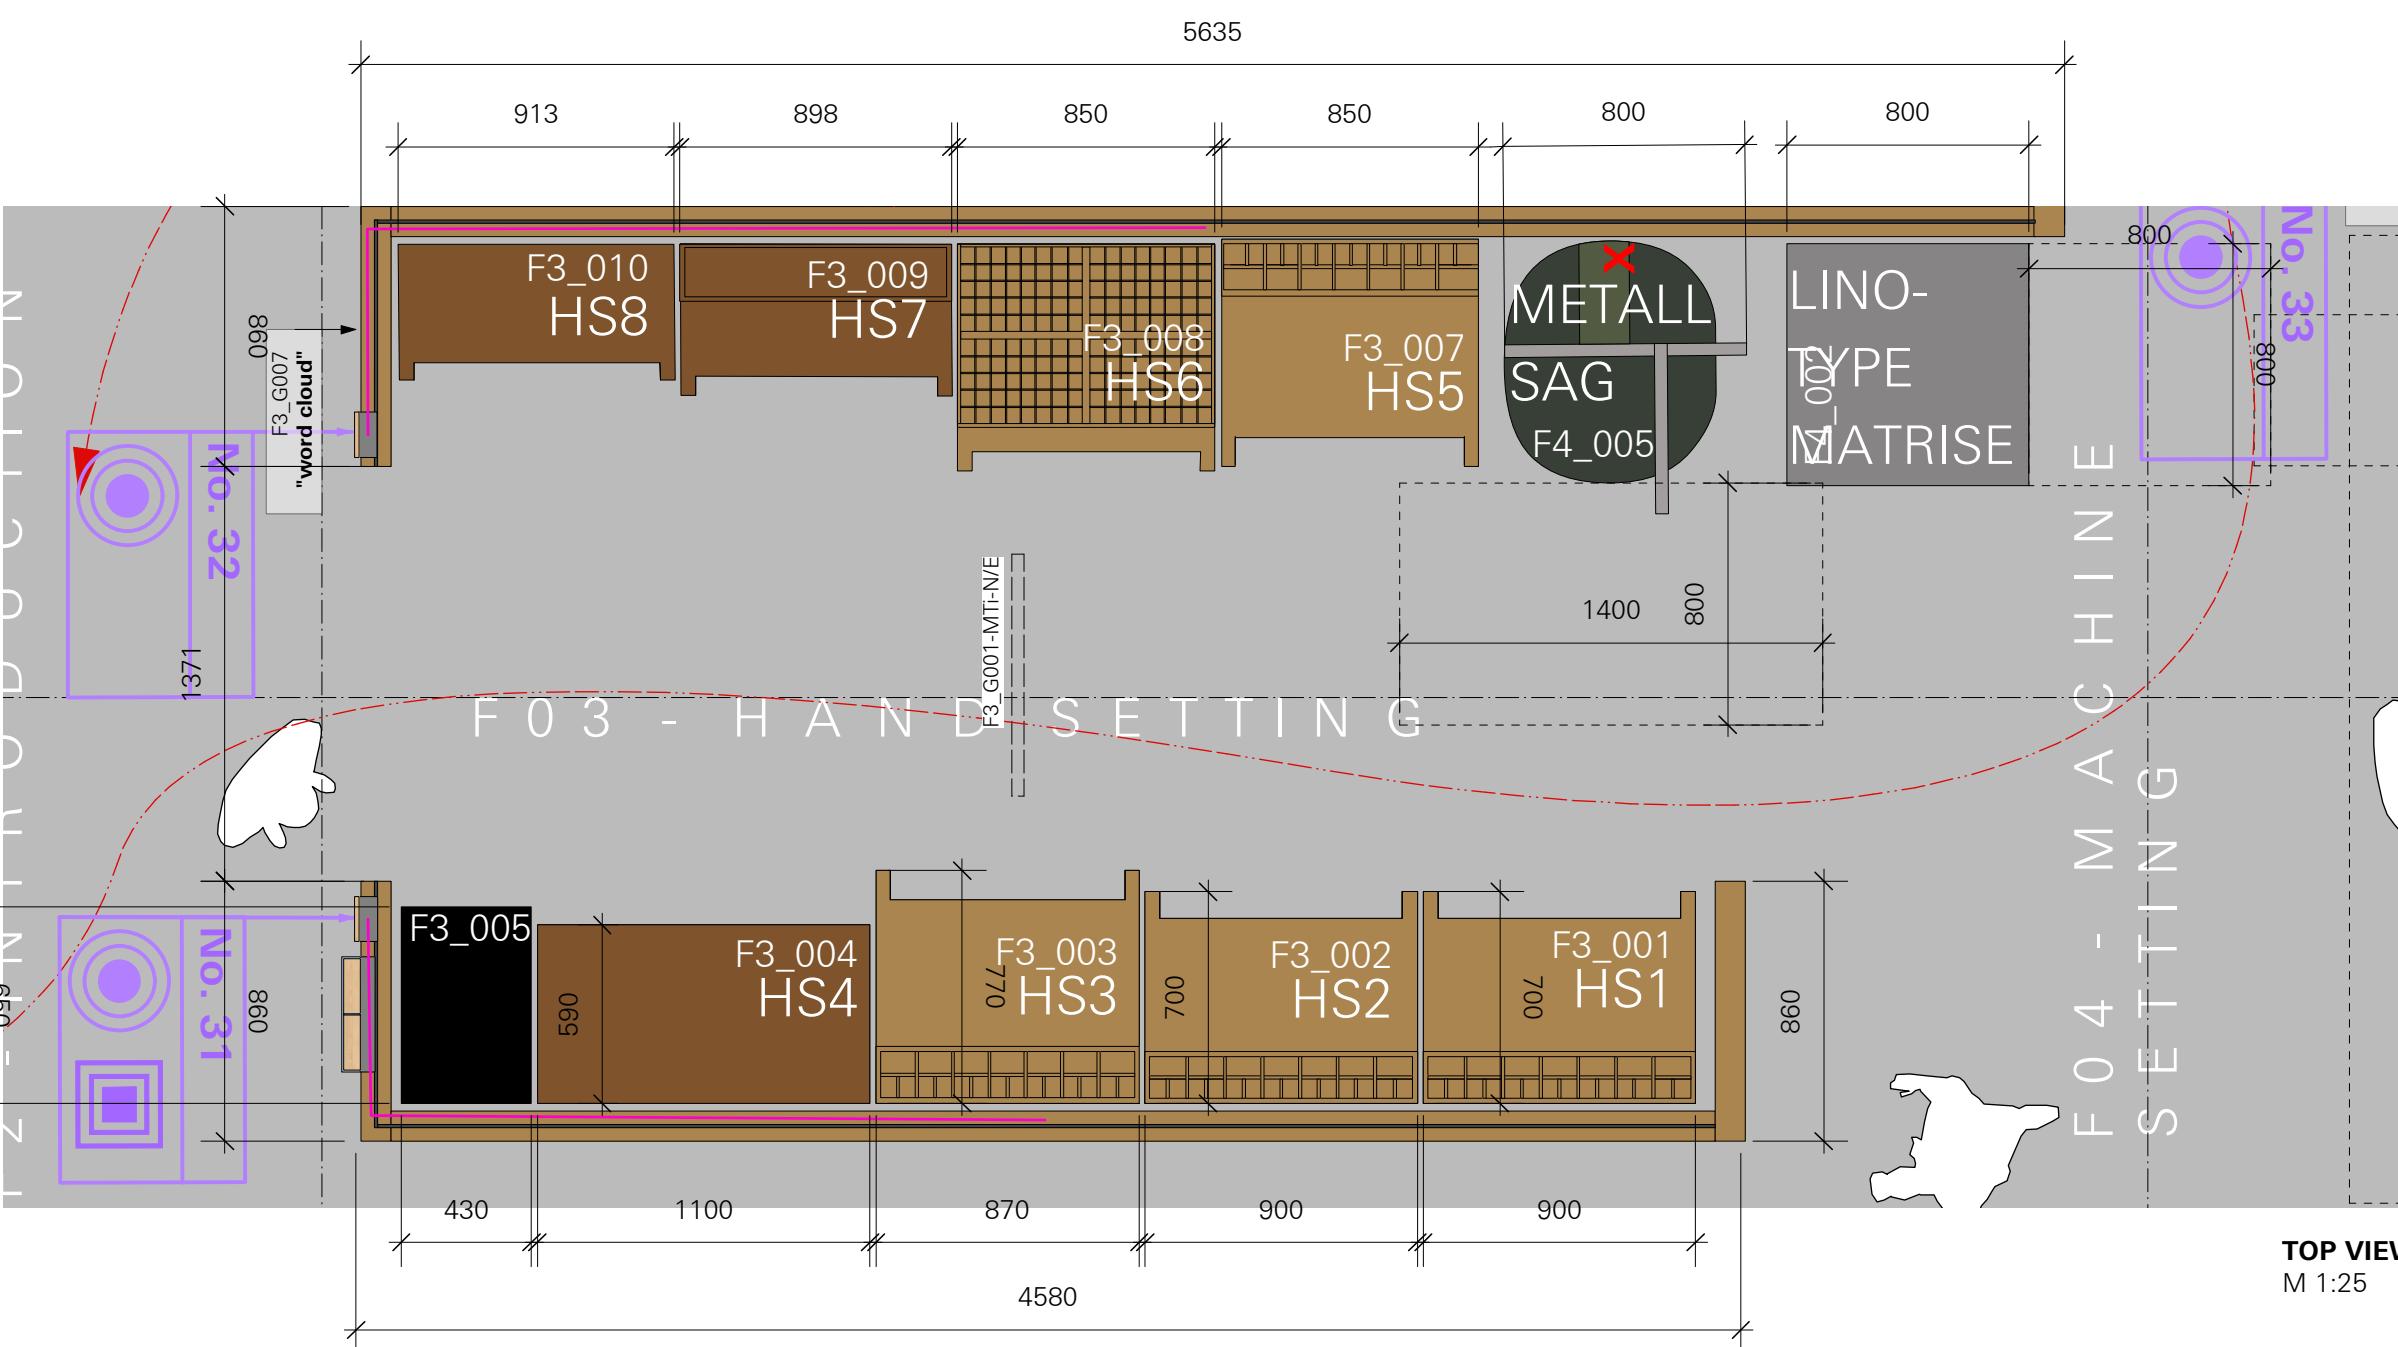 5635
913
898
850
850
800
800
F3_010
HS8
F3_009
HS7
F3_008
HS6
F3_007
HS5
METALL
SAG
F4_005
LINO-
TYPE
MATRISE
F4_002
800
800
No. 33
860
F3_G007
"word cloud"
No. 32
1371
F3_G001-MTi-N/E
1400
800
F03 - HAND SETTING
F04 - MACHINE
SETTING
F3_005
F3_004
HS4
590
F3_003
HS3
770
F3_002
HS2
700
F3_001
HS1
700
860
No. 31
860
430
1100
870
900
900
4580
TOP VIEW
M 1:25